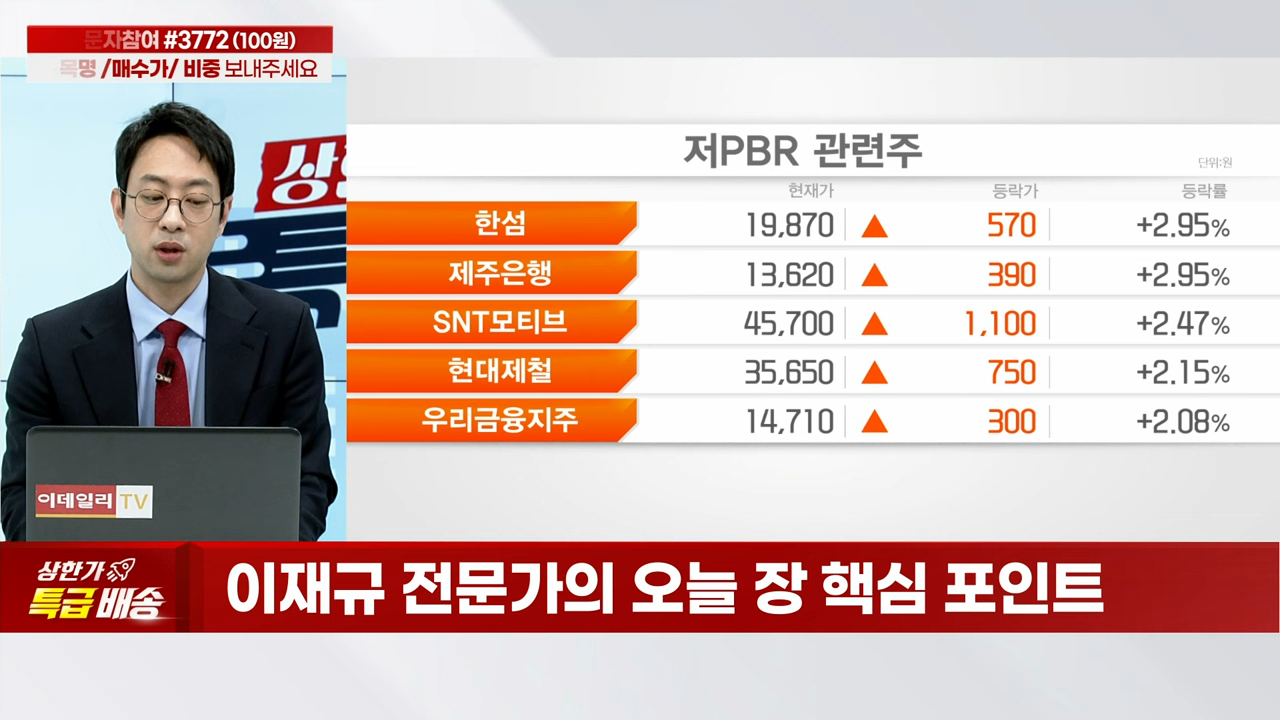 문자참여 #3772 (100원)
목명 /매수가/ 비중 보내주세요
상한
특
저PBR 관련주
단위:원
현재가 등락가 등락률
한섬 19,870 ▲ 570 +2.95%
제주은행 13,620 ▲ 390 +2.95%
SNT모티브 45,700 ▲ 1,100 +2.47%
현대제철 35,650 ▲ 750 +2.15%
우리금융지주 14,710 ▲ 300 +2.08%
이데일리 TV
상한가
특급 배송
이재규 전문가의 오늘 장 핵심 포인트